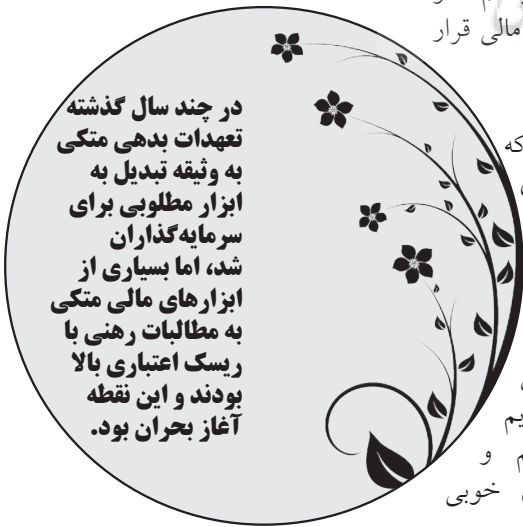 مالی قرار
که
در چند سال گذشته
تعهدات بدهی متکی
به وثیقه تبدیل به
ابزار مطلوبی برای
سرمایه‌گذاران
شد، اما بسیاری از
ابزارهای مالی متکی
به مطالبات رهنی با
ریسک اعتباری بالا
بودند و این نقطه
آغاز بحران بود.
و
خوبی